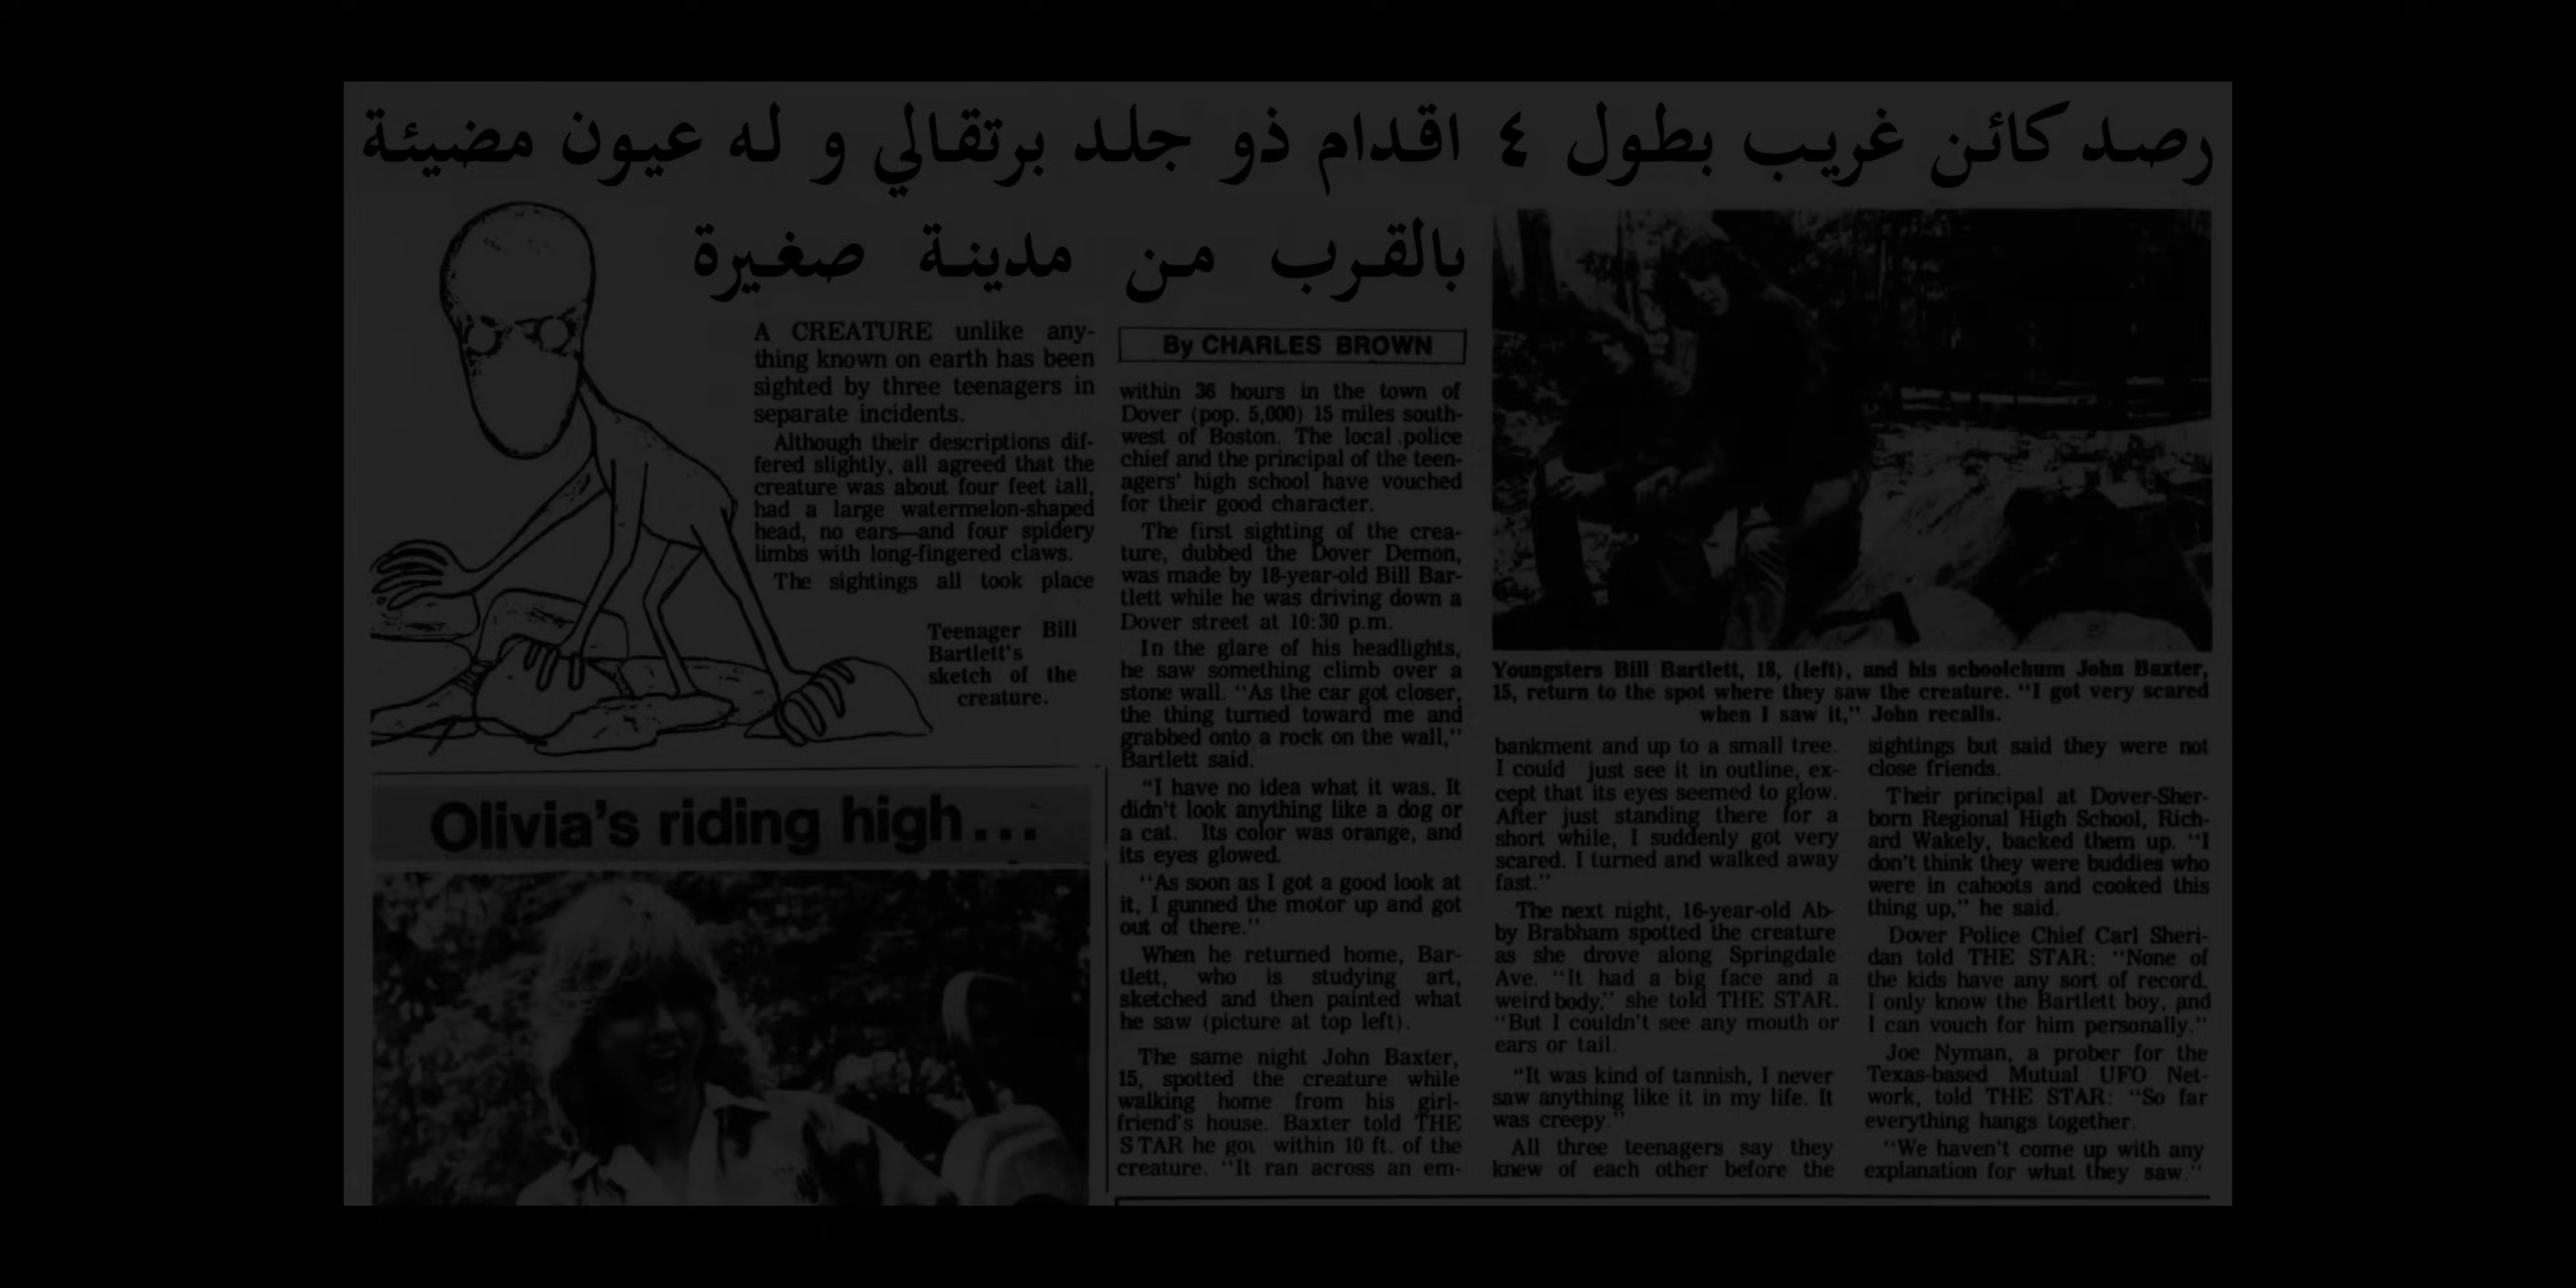 رصد كائن غريب بطول ٤ اقدام ذو جلد برتقالي و له عيون مضيئة
بالقرب من مدينة صغيرة
A CREATURE unlike any-
thing known on earth has been
sighted by three teenagers in
separate incidents.
Although their descriptions dif-
fered slightly, all agreed that the
creature was about four feet tall,
had a large watermelon-shaped
head, no ears—and four spidery
limbs with long-fingered claws.
The sightings all took place
Teenager Bill
Bartlett's
sketch of the
creature.
By CHARLES BROWN
within 36 hours in the town of
Dover (pop. 5,000) 15 miles south-
west of Boston. The local police
chief and the principal of the teen-
agers' high school have vouched
for their good character.
The first sighting of the crea-
ture, dubbed the Dover Demon,
was made by 18-year-old Bill Bar-
tlett while he was driving down a
Dover street at 10:30 p.m.
In the glare of his headlights,
he saw something climb over a
stone wall. "As the car got closer,
the thing turned toward me and
grabbed onto a rock on the wall,"
Bartlett said.
"I have no idea what it was. It
didn't look anything like a dog or
a cat. Its color was orange, and
its eyes glowed.
"As soon as I got a good look at
it, I gunned the motor up and got
out of there."
When he returned home, Bar-
tlett, who is studying art,
sketched and then painted what
he saw (picture at top left).
The same night John Baxter,
15, spotted the creature while
walking home from his girl-
friend's house. Baxter told THE
STAR he got within 10 ft. of the
creature. "It ran across an em-
Youngsters Bill Bartlett, 18, (left), and his schoolchum John Baxter,
15, return to the spot where they saw the creature. "I got very scared
when I saw it," John recalls.
bankment and up to a small tree.
I could just see it in outline, ex-
cept that its eyes seemed to glow.
After just standing there for a
short while, I suddenly got very
scared. I turned and walked away
fast."
The next night, 16-year-old Ab-
by Brabham spotted the creature
as she drove along Springdale
Ave. "It had a big face and a
weird body," she told THE STAR.
"But I couldn't see any mouth or
ears or tail.
"It was kind of tannish, I never
saw anything like it in my life. It
was creepy."
All three teenagers say they
knew of each other before the
sightings but said they were not
close friends.
Their principal at Dover-Sher-
born Regional High School, Rich-
ard Wakely, backed them up. "I
don't think they were buddies who
were in cahoots and cooked this
thing up," he said.
Dover Police Chief Carl Sheri-
dan told THE STAR: "None of
the kids have any sort of record.
I only know the Bartlett boy, and
I can vouch for him personally."
Joe Nyman, a prober for the
Texas-based Mutual UFO Net-
work, told THE STAR: "So far
everything hangs together.
"We haven't come up with any
explanation for what they saw."
Olivia's riding high...